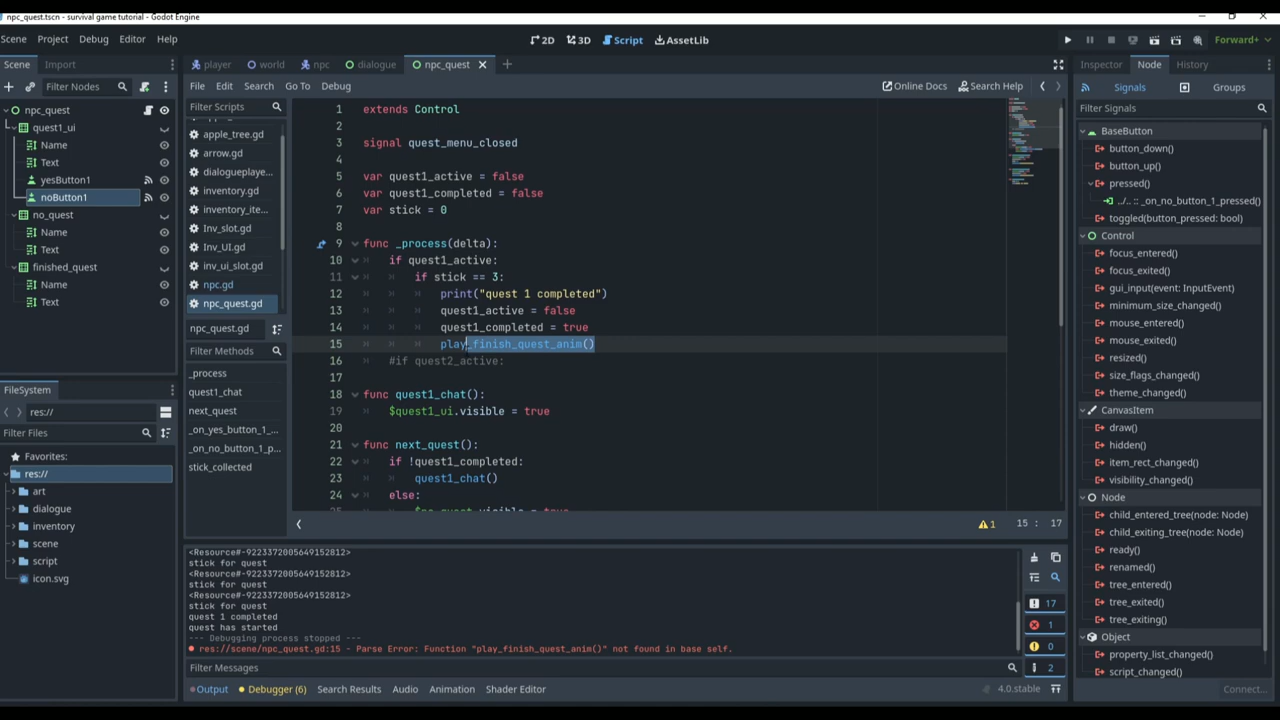 npc_quest.tscn - survival game tutorial - Godot Engine
Scene Project Debug Editor Help
2D 3D Script AssetLib
Forward+
Scene Import
player world npc dialogue npc_quest
Inspector Node History
Filter Nodes
File Edit Search Go To Debug
Online Docs Search Help
Signals Groups
Filter Scripts
Filter Signals
npc_quest
quest1_ui
Name
Text
yesButton1
noButton1
no_quest
Name
Text
finished_quest
Name
Text
apple_tree.gd
arrow.gd
dialogueplaye...
inventory.gd
inventory_ite...
Inv_slot.gd
Inv_UI.gd
inv_ui_slot.gd
npc.gd
npc_quest.gd
npc_quest.gd
Filter Methods
_process
quest1_chat
next_quest
_on_yes_button_1_...
_on_no_button_1_p...
stick_collected
1 extends Control
2
3 signal quest_menu_closed
4
5 var quest1_active = false
6 var quest1_completed = false
7 var stick = 0
8
9 func _process(delta):
10 if quest1_active:
11 if stick == 3:
12 print("quest 1 completed")
13 quest1_active = false
14 quest1_completed = true
15 play_finish_quest_anim()
16 #if quest2_active:
17
18 func quest1_chat():
19 $quest1_ui.visible = true
20
21 func next_quest():
22 if !quest1_completed:
23 quest1_chat()
24 else:
25 $no_quest.visible = true
1 15 : 17
BaseButton
button_down()
button_up()
pressed()
../.. :: _on_no_button_1_pressed()
toggled(button_pressed: bool)
Control
focus_entered()
focus_exited()
gui_input(event: InputEvent)
minimum_size_changed()
mouse_entered()
mouse_exited()
resized()
size_flags_changed()
theme_changed()
CanvasItem
draw()
hidden()
item_rect_changed()
visibility_changed()
Node
child_entered_tree(node: Node)
child_exiting_tree(node: Node)
ready()
renamed()
tree_entered()
tree_exited()
tree_exiting()
Object
property_list_changed()
script_changed()
Connect...
FileSystem
res://
Filter Files
Favorites:
res://
art
dialogue
inventory
scene
script
icon.svg
<Resource#-9223372005649152812>
stick for quest
<Resource#-9223372005649152812>
stick for quest
<Resource#-9223372005649152812>
stick for quest
quest 1 completed
quest has started
--- Debugging process stopped ---
res://scene/npc_quest.gd:15 - Parse Error: Function "play_finish_quest_anim()" not found in base self.
17
1
0
2
Filter Messages
Output Debugger (6) Search Results Audio Animation Shader Editor
4.0.stable